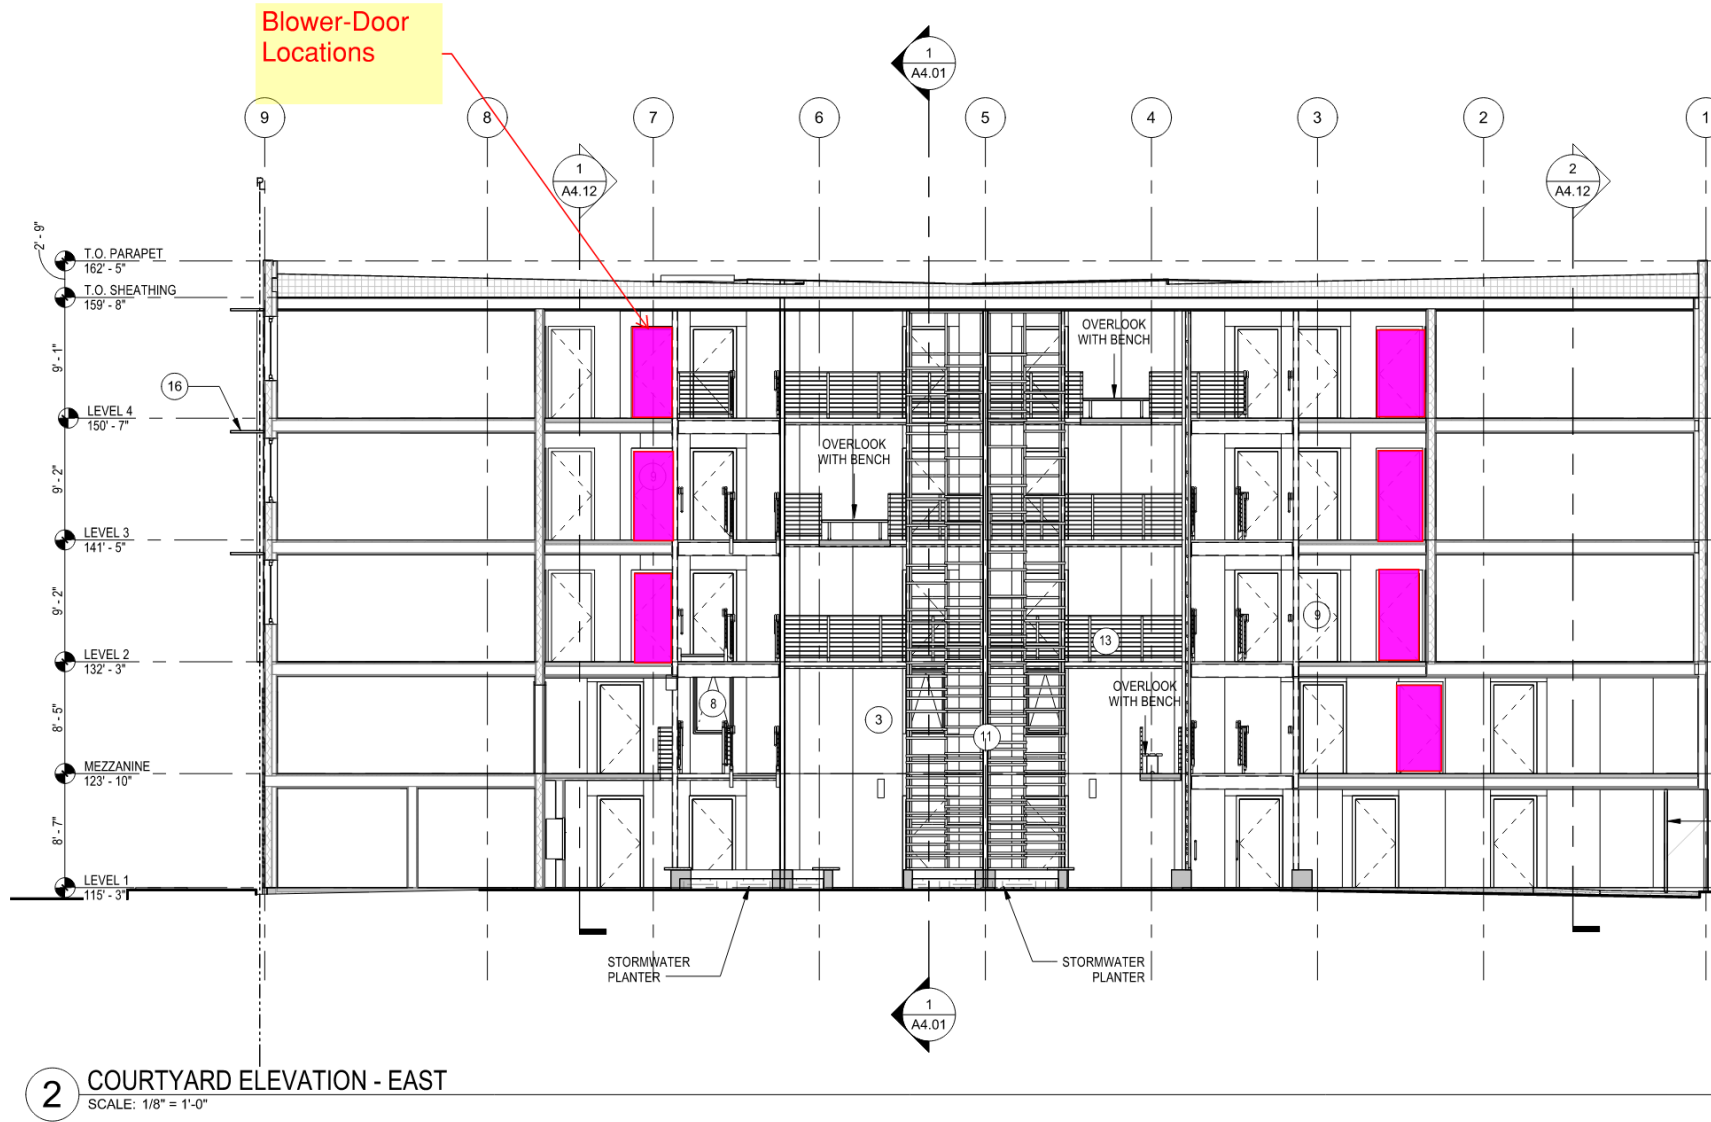 Blower-Door
Locations
1
A4.01
9
8
7
6
5
4
3
2
1
1
A4.12
2
A4.12
2' - 9"
T.O. PARAPET
162' - 5"
T.O. SHEATHING
159' - 8"
OVERLOOK
WITH BENCH
9' - 1"
16
LEVEL 4
150' - 7"
OVERLOOK
WITH BENCH
9' - 2"
9
LEVEL 3
141' - 5"
9' - 2"
9
13
LEVEL 2
132' - 3"
OVERLOOK
WITH BENCH
8
3
11
8' - 5"
MEZZANINE
123' - 10"
8' - 7"
LEVEL 1
115' - 3"
STORMWATER
PLANTER
STORMWATER
PLANTER
1
A4.01
2
COURTYARD ELEVATION - EAST
SCALE: 1/8" = 1'-0"